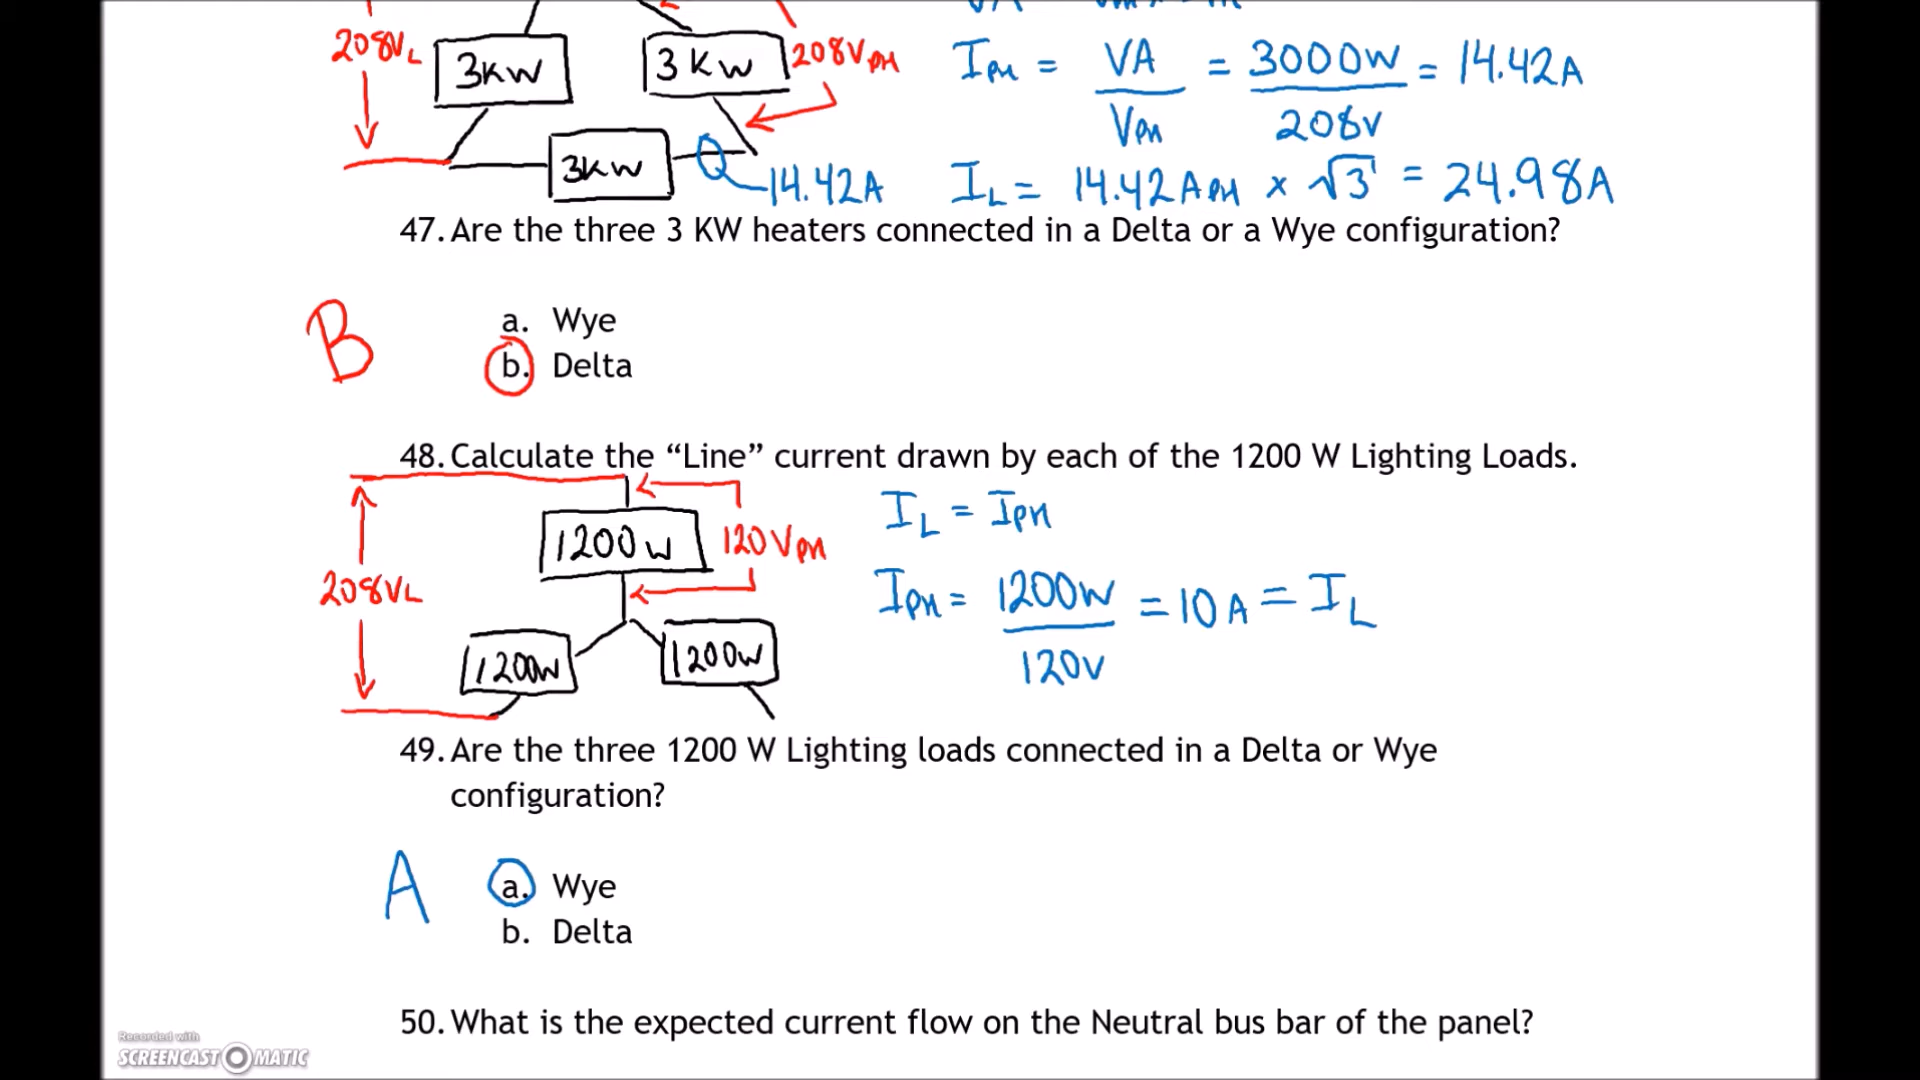 208VL 3KW 3KW 208VPH IPH = VA / VPH = 3000W / 208V = 14.42A
3KW 14.42A IL = 14.42APH x √3 = 24.98A
47. Are the three 3 KW heaters connected in a Delta or a Wye configuration?
B
a. Wye
b. Delta
48. Calculate the “Line” current drawn by each of the 1200 W Lighting Loads.
IL = IPH
1200W 120VPH
208VL IPH = 1200W / 120V = 10A = IL
1200W 1200W
49. Are the three 1200 W Lighting loads connected in a Delta or Wye
configuration?
A a. Wye
b. Delta
50. What is the expected current flow on the Neutral bus bar of the panel?
Recorded with
SCREENCAST MATIC